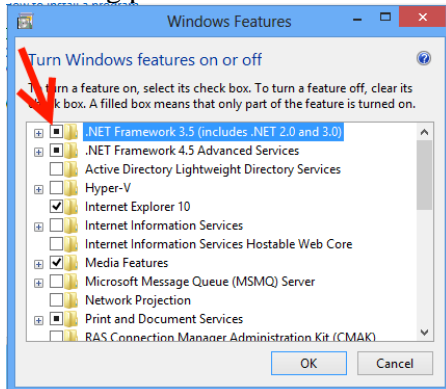 how to install a program
Windows Features
Turn Windows features on or off
To turn a feature on, select its check box. To turn a feature off, clear its
check box. A filled box means that only part of the feature is turned on.
.NET Framework 3.5 (includes .NET 2.0 and 3.0)
.NET Framework 4.5 Advanced Services
Active Directory Lightweight Directory Services
Hyper-V
Internet Explorer 10
Internet Information Services
Internet Information Services Hostable Web Core
Media Features
Microsoft Message Queue (MSMQ) Server
Network Projection
Print and Document Services
RAS Connection Manager Administration Kit (CMAK)
OK
Cancel